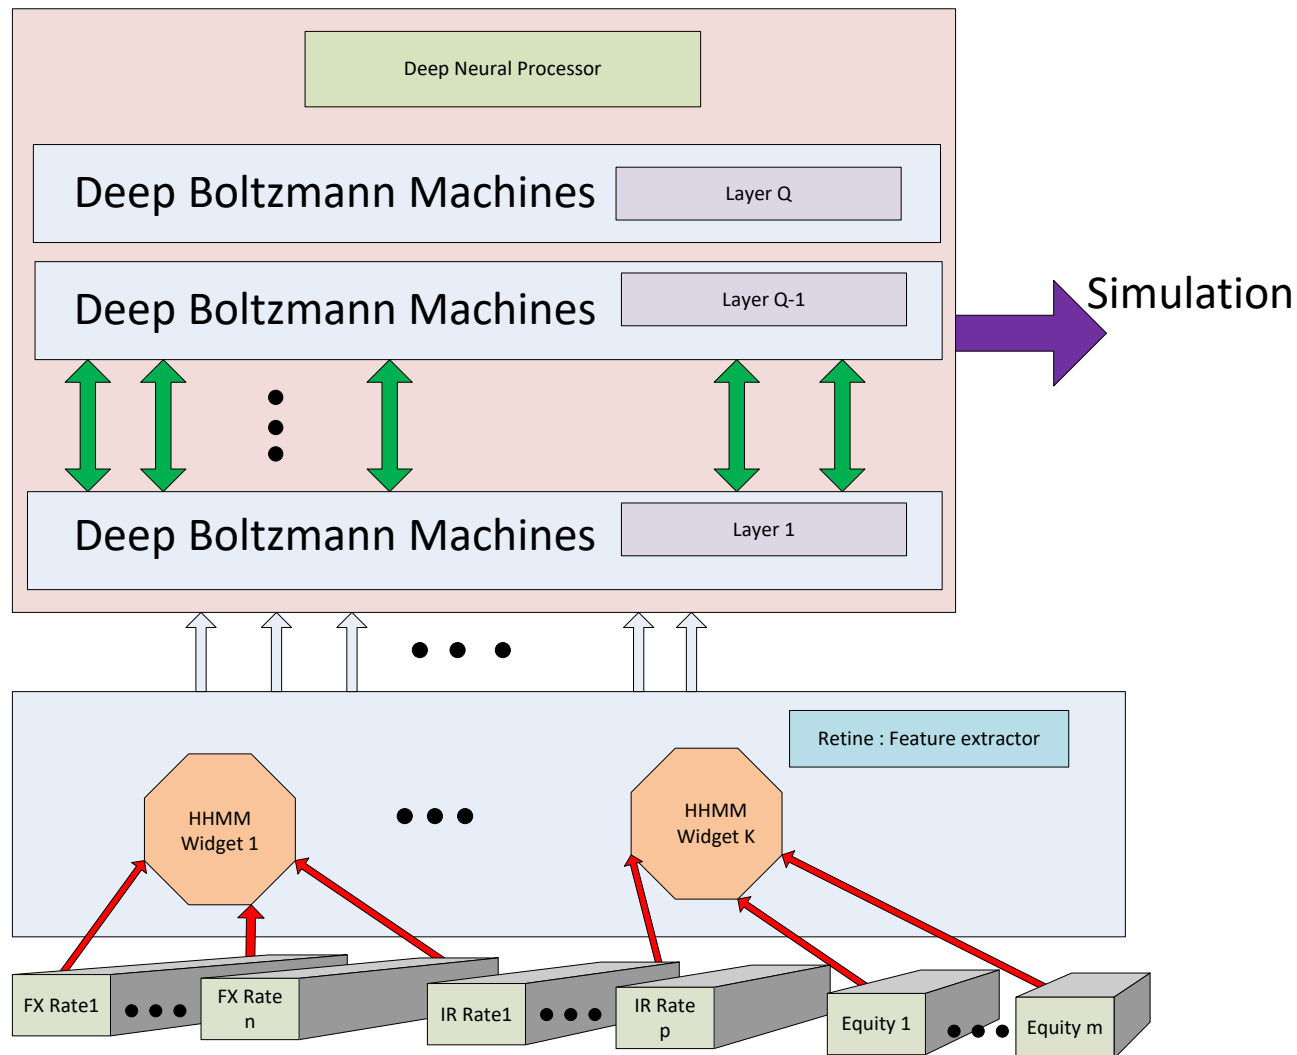 Deep Neural Processor
Deep Boltzmann Machines
Layer Q
Deep Boltzmann Machines
Layer Q-1
Simulation
Deep Boltzmann Machines
Layer 1
Retine : Feature extractor
HHMM
Widget 1
HHMM
Widget K
FX Rate1
FX Rate
n
IR Rate1
IR Rate
p
Equity 1
Equity m